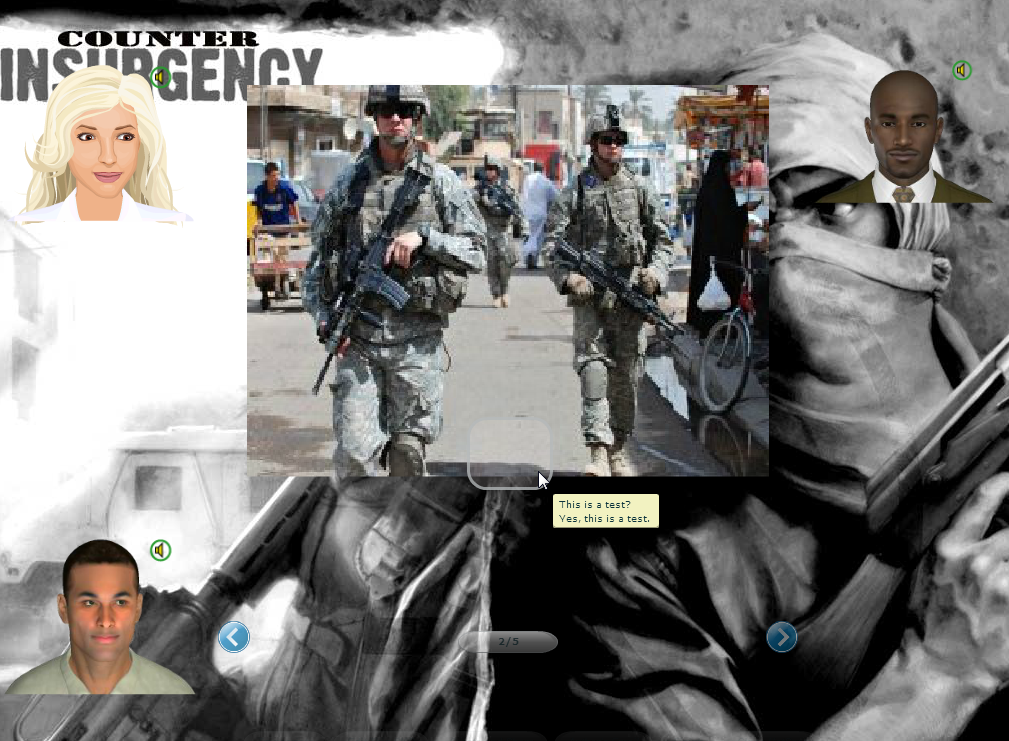 COUNTER
INSURGENCY
This is a test?
Yes, this is a test.
2/5